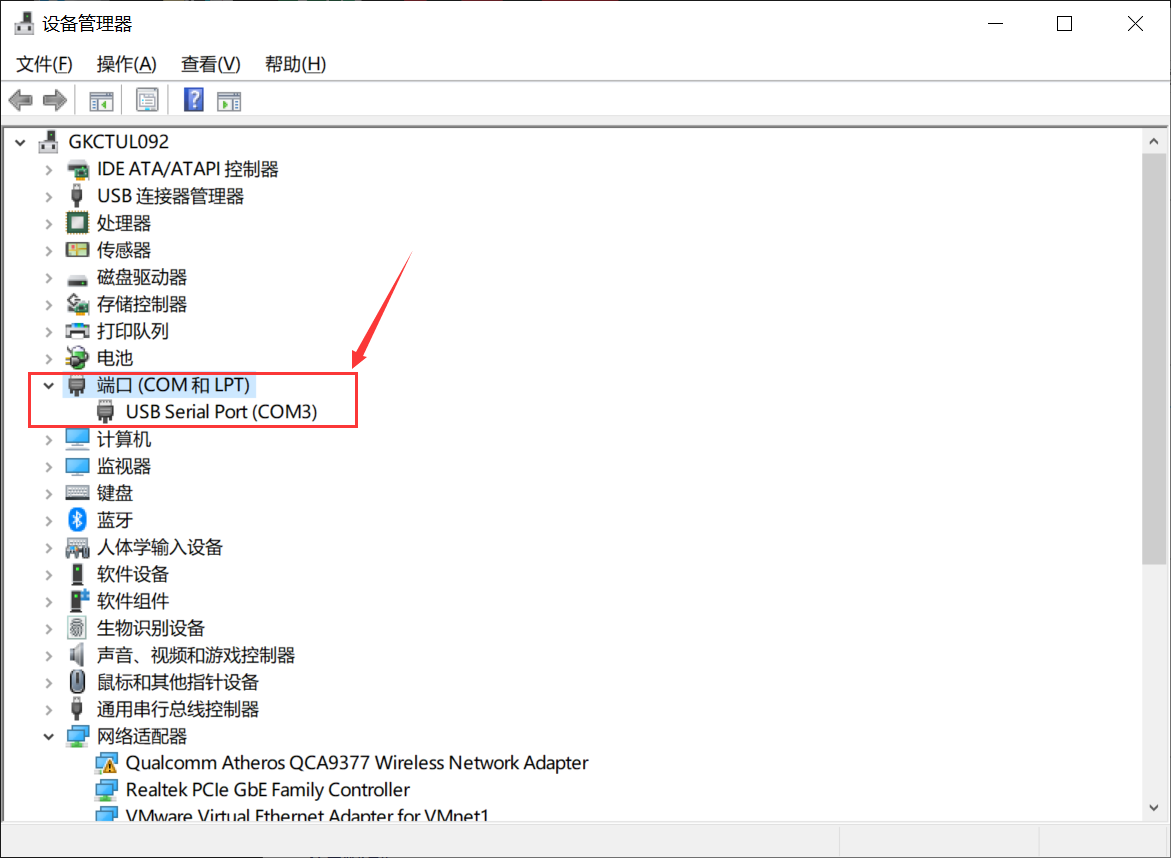 设备管理器
文件(F) 操作(A) 查看(V) 帮助(H)
GKCTUL092
IDE ATA/ATAPI 控制器
USB 连接器管理器
处理器
传感器
磁盘驱动器
存储控制器
打印队列
电池
端口 (COM 和 LPT)
USB Serial Port (COM3)
计算机
监视器
键盘
蓝牙
人体学输入设备
软件设备
软件组件
生物识别设备
声音、视频和游戏控制器
鼠标和其他指针设备
通用串行总线控制器
网络适配器
Qualcomm Atheros QCA9377 Wireless Network Adapter
Realtek PCIe GbE Family Controller
VMware Virtual Ethernet Adapter for VMnet1